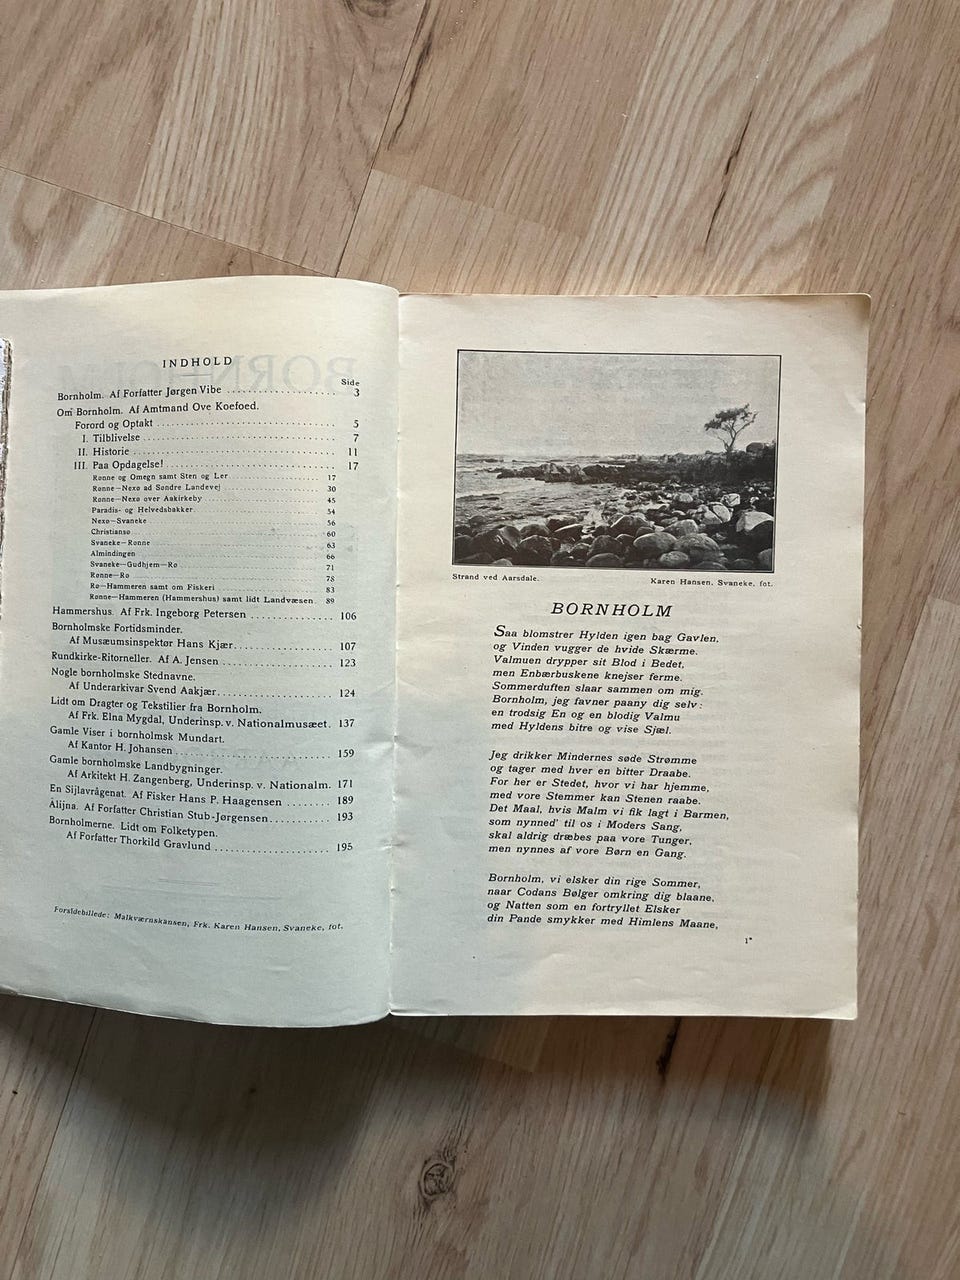 INDHOLD
Side
Bornholm. Af Forfatter Jørgen Vibe .................... 3
Om Bornholm. Af Amtmand Ove Koefoed.
Forord og Optakt .................... 5
I. Tilblivelse .................... 7
II. Historie .................... 11
III. Paa Opdagelse! .................... 17
Rønne og Omegn samt Sten og Ler .................... 17
Rønne—Nexø ad Søndre Landevej .................... 30
Rønne—Nexø over Aakirkeby .................... 45
Paradis- og Helvedsbakker .................... 54
Nexø—Svaneke .................... 56
Christiansø .................... 60
Svaneke—Rønne .................... 63
Almindingen .................... 66
Svaneke—Gudhjem—Rø .................... 71
Rønne—Rø .................... 78
Rø—Hammeren samt om Fiskeri .................... 83
Rønne—Hammeren (Hammershus) samt lidt Landvæsen. 89
Hammershus. Af Frk. Ingeborg Petersen .................... 106
Bornholmske Fortidsminder.
Af Musæumsinspektør Hans Kjær .................... 107
Rundkirke-Ritorneller. Af A. Jensen .................... 123
Nogle bornholmske Stednavne.
Af Underarkivar Svend Aakjær .................... 124
Lidt om Dragter og Tekstilier fra Bornholm.
Af Frk. Elna Mygdal, Underinsp. v. Nationalmusæet. 137
Gamle Viser i bornholmsk Mundart.
Af Kantor H. Johansen .................... 159
Gamle bornholmske Landbygninger.
Af Arkitekt H. Zangenberg, Underinsp. v. Nationalm. 171
En Sijlavrågenat. Af Fisker Hans P. Haagensen ........ 189
Alijna. Af Forfatter Christian Stub-Jørgensen .......... 193
Bornholmerne. Lidt om Folketypen.
Af Forfatter Thorkild Gravlund .................... 195
Forsidebillede: Malkværnskansen, Frk. Karen Hansen, Svaneke, fot.
Strand ved Aarsdale. Karen Hansen, Svaneke, fot.
BORNHOLM
Saa blomstrer Hylden igen bag Gavlen,
og Vinden vugger de hvide Skærme.
Valmuen drypper sit Blod i Bedet,
men Enbærbuskene knejser ferme.
Sommerduften slaar sammen om mig.
Bornholm, jeg favner paany dig selv:
en trodsig En og en blodig Valmu
med Hyldens bitre og vise Sjæl.
Jeg drikker Mindernes søde Strømme
og tager med hver en bitter Draabe.
For her er Stedet, hvor vi har hjemme,
med vore Stemmer kan Stenen raabe.
Det Maal, hvis Malm vi fik lagt i Barmen,
som nynned' til os i Moders Sang,
skal aldrig dræbes paa vore Tunger,
men nynnes af vore Børn en Gang.
Bornholm, vi elsker din rige Sommer,
naar Codans Bølger omkring dig blaane,
og Natten som en fortryllet Elsker
din Pande smykker med Himlens Maane,
1*